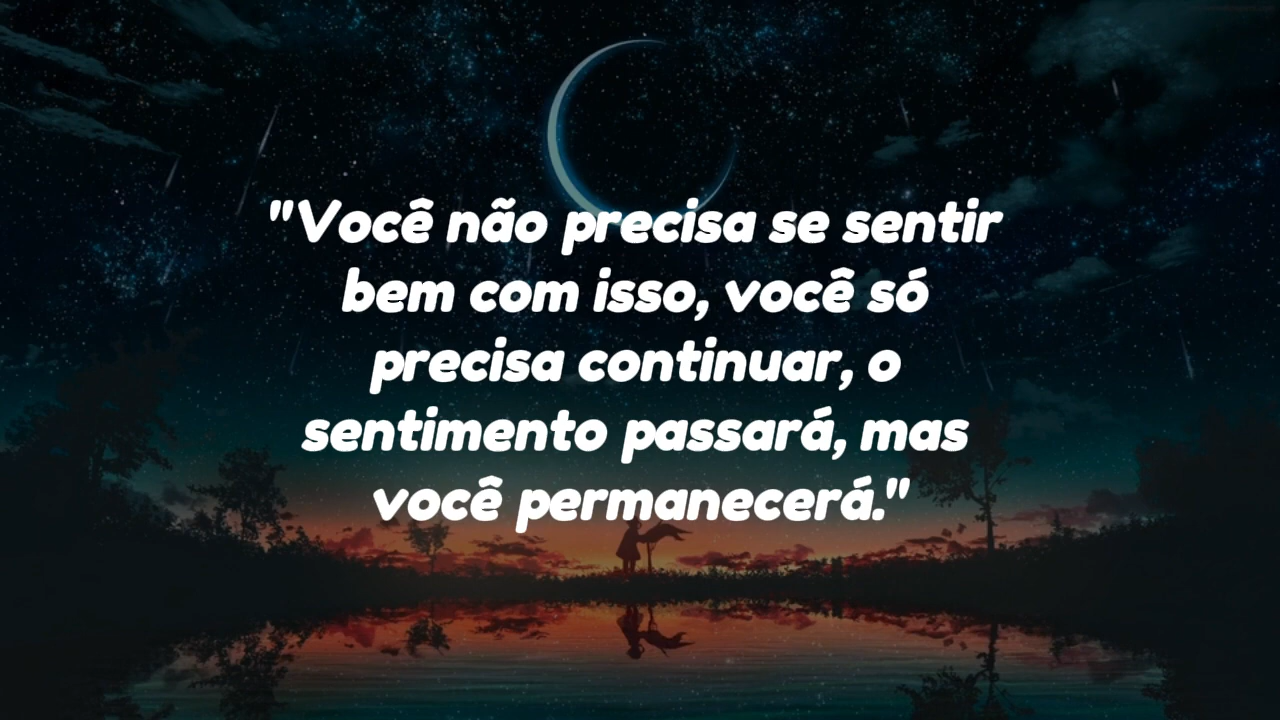 "Você não precisa se sentir
bem com isso, você só
precisa continuar, o
sentimento passará, mas
você permanecerá."